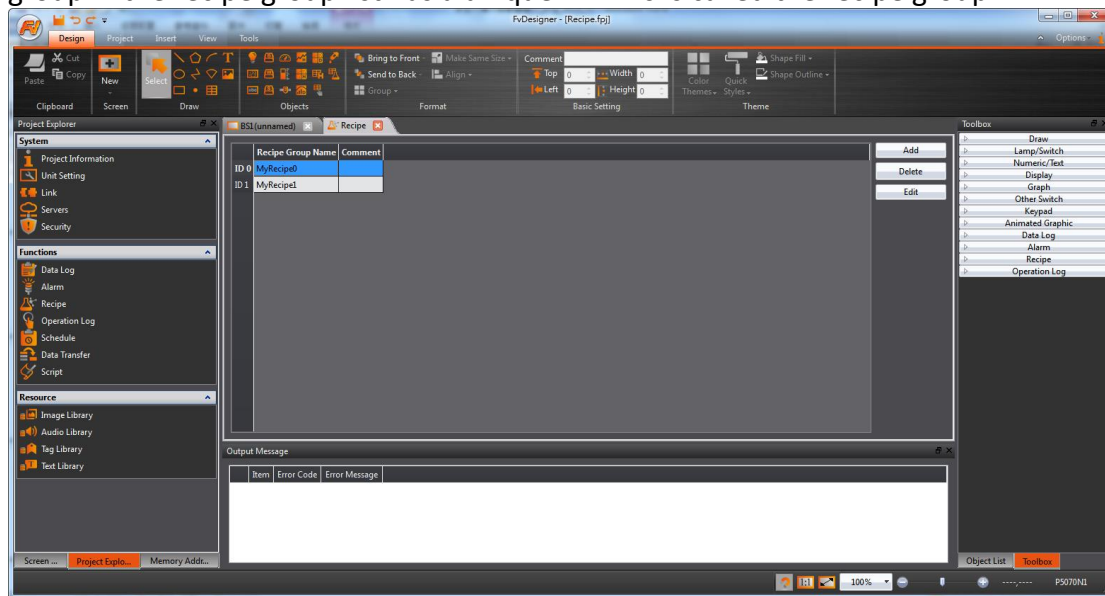 FvDesigner - [Recipe.fpj]
Design Project Insert View Tools Options
Cut
Copy
Paste
Clipboard
New
Screen
Select
Draw
Objects
Bring to Front Make Same Size
Send to Back Align
Group
Format
Comment
Top 0 Width 0
Left 0 Height 0
Basic Setting
Color Themes
Quick Styles
Shape Fill
Shape Outline
Theme
Project Explorer
System
Project Information
Unit Setting
Link
Servers
Security
Functions
Data Log
Alarm
Recipe
Operation Log
Schedule
Data Transfer
Script
Resource
Image Library
Audio Library
Tag Library
Text Library
Screen ... Project Explo... Memory Addr...
BS1(unnamed) Recipe
Recipe Group Name Comment
ID 0 MyRecipe0
ID 1 MyRecipe1
Add
Delete
Edit
Output Message
Item Error Code Error Message
Toolbox
Draw
Lamp/Switch
Numeric/Text
Display
Graph
Other Switch
Keypad
Animated Graphic
Data Log
Alarm
Recipe
Operation Log
Object List Toolbox
1:1 100% ----,---- P5070N1